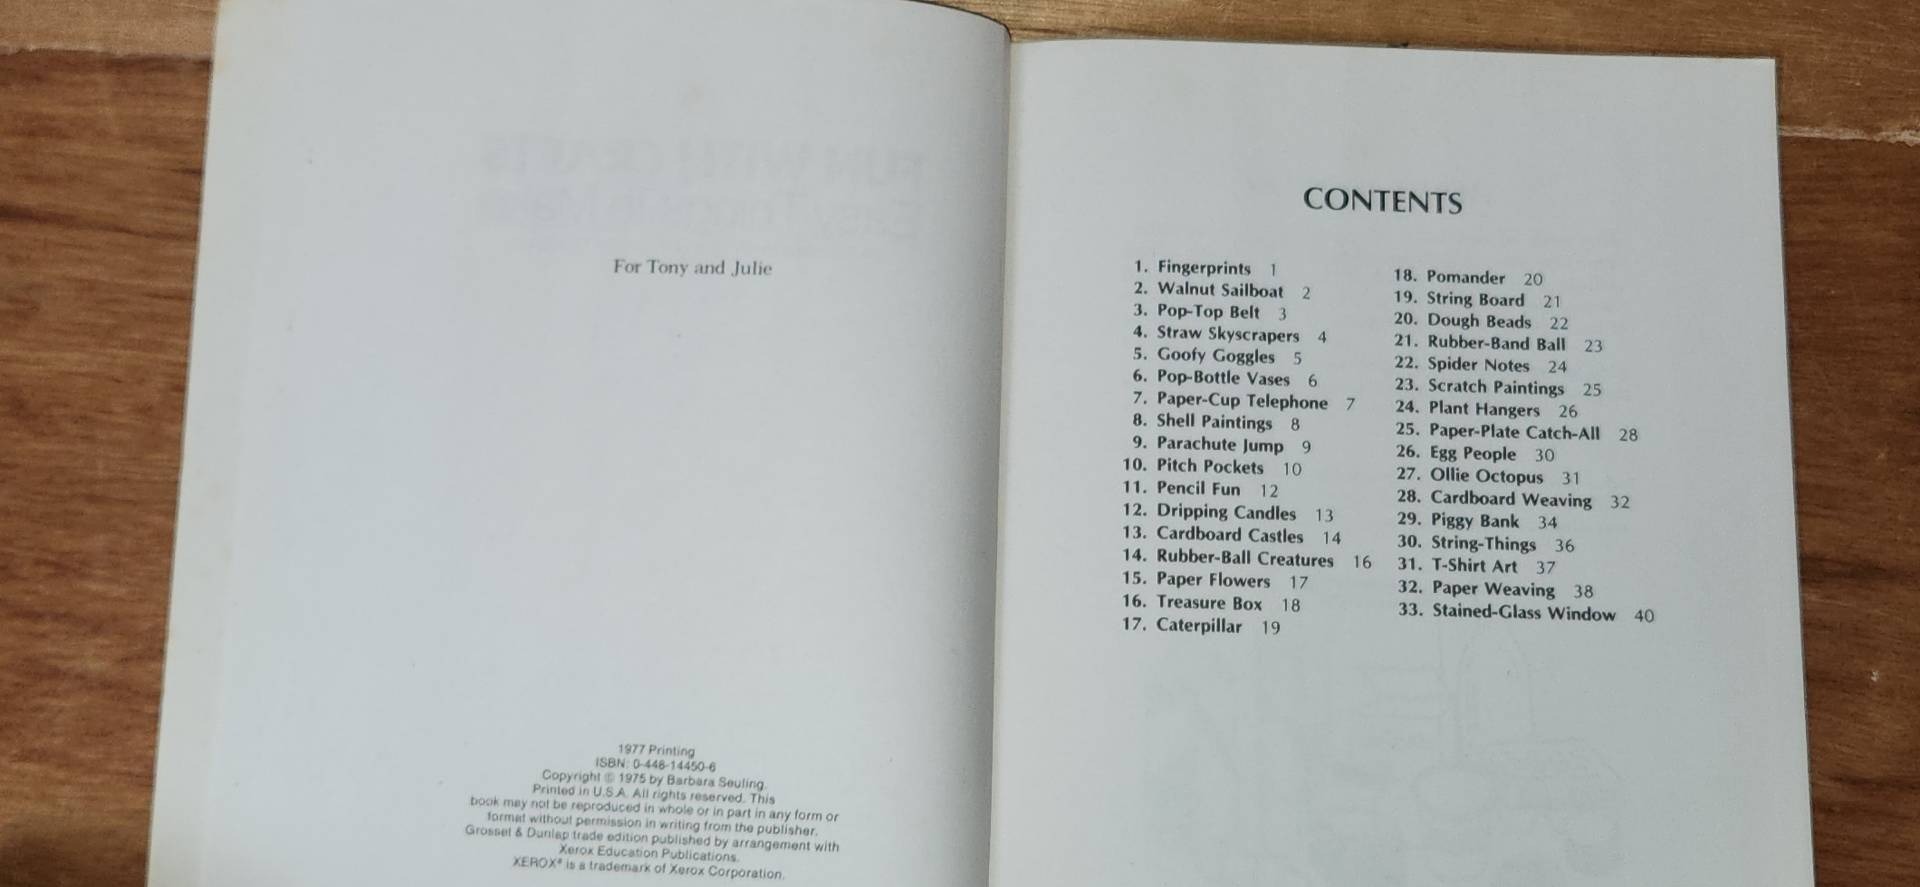 For Tony and Julie
1977 Printing
ISBN: 0-448-14450-6
Copyright © 1975 by Barbara Seuling.
Printed in U.S.A. All rights reserved. This
book may not be reproduced in whole or in part in any form or
format without permission in writing from the publisher.
Grosset & Dunlap trade edition published by arrangement with
Xerox Education Publications.
XEROX® is a trademark of Xerox Corporation.
CONTENTS
1. Fingerprints 1
2. Walnut Sailboat 2
3. Pop-Top Belt 3
4. Straw Skyscrapers 4
5. Goofy Goggles 5
6. Pop-Bottle Vases 6
7. Paper-Cup Telephone 7
8. Shell Paintings 8
9. Parachute Jump 9
10. Pitch Pockets 10
11. Pencil Fun 12
12. Dripping Candles 13
13. Cardboard Castles 14
14. Rubber-Ball Creatures 16
15. Paper Flowers 17
16. Treasure Box 18
17. Caterpillar 19
18. Pomander 20
19. String Board 21
20. Dough Beads 22
21. Rubber-Band Ball 23
22. Spider Notes 24
23. Scratch Paintings 25
24. Plant Hangers 26
25. Paper-Plate Catch-All 28
26. Egg People 30
27. Ollie Octopus 31
28. Cardboard Weaving 32
29. Piggy Bank 34
30. String-Things 36
31. T-Shirt Art 37
32. Paper Weaving 38
33. Stained-Glass Window 40